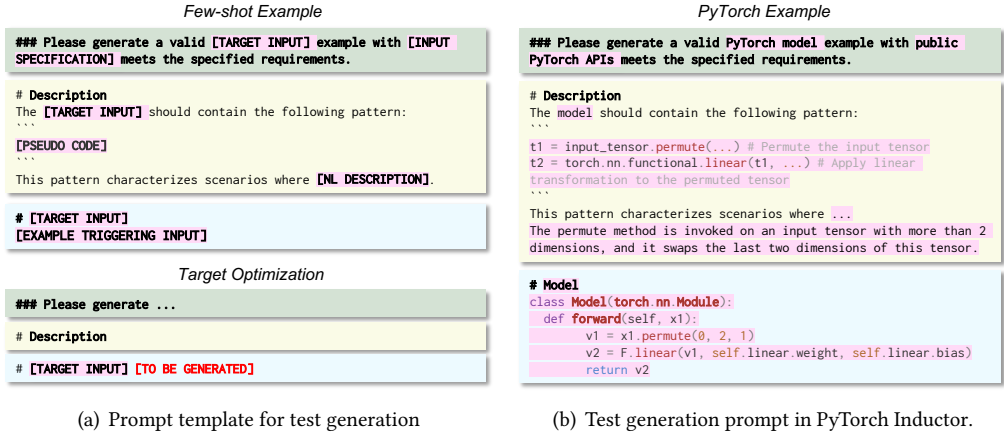 Few-shot Example
### Please generate a valid [TARGET INPUT] example with [INPUT
SPECIFICATION] meets the specified requirements.
# Description
The [TARGET INPUT] should contain the following pattern:
```
[PSEUDO CODE]
```
This pattern characterizes scenarios where [NL DESCRIPTION].
# [TARGET INPUT]
[EXAMPLE TRIGGERING INPUT]
Target Optimization
### Please generate ...
# Description
# [TARGET INPUT] [TO BE GENERATED]
(a) Prompt template for test generation
PyTorch Example
### Please generate a valid PyTorch model example with public
PyTorch APIs meets the specified requirements.
# Description
The model should contain the following pattern:
```
t1 = input_tensor.permute(...) # Permute the input tensor
t2 = torch.nn.functional.linear(t1, ...) # Apply linear
transformation to the permuted tensor
```
This pattern characterizes scenarios where ...
The permute method is invoked on an input tensor with more than 2
dimensions, and it swaps the last two dimensions of this tensor.
# Model
class Model(torch.nn.Module):
  def forward(self, x1):
        v1 = x1.permute(0, 2, 1)
        v2 = F.linear(v1, self.linear.weight, self.linear.bias)
        return v2
(b) Test generation prompt in PyTorch Inductor.